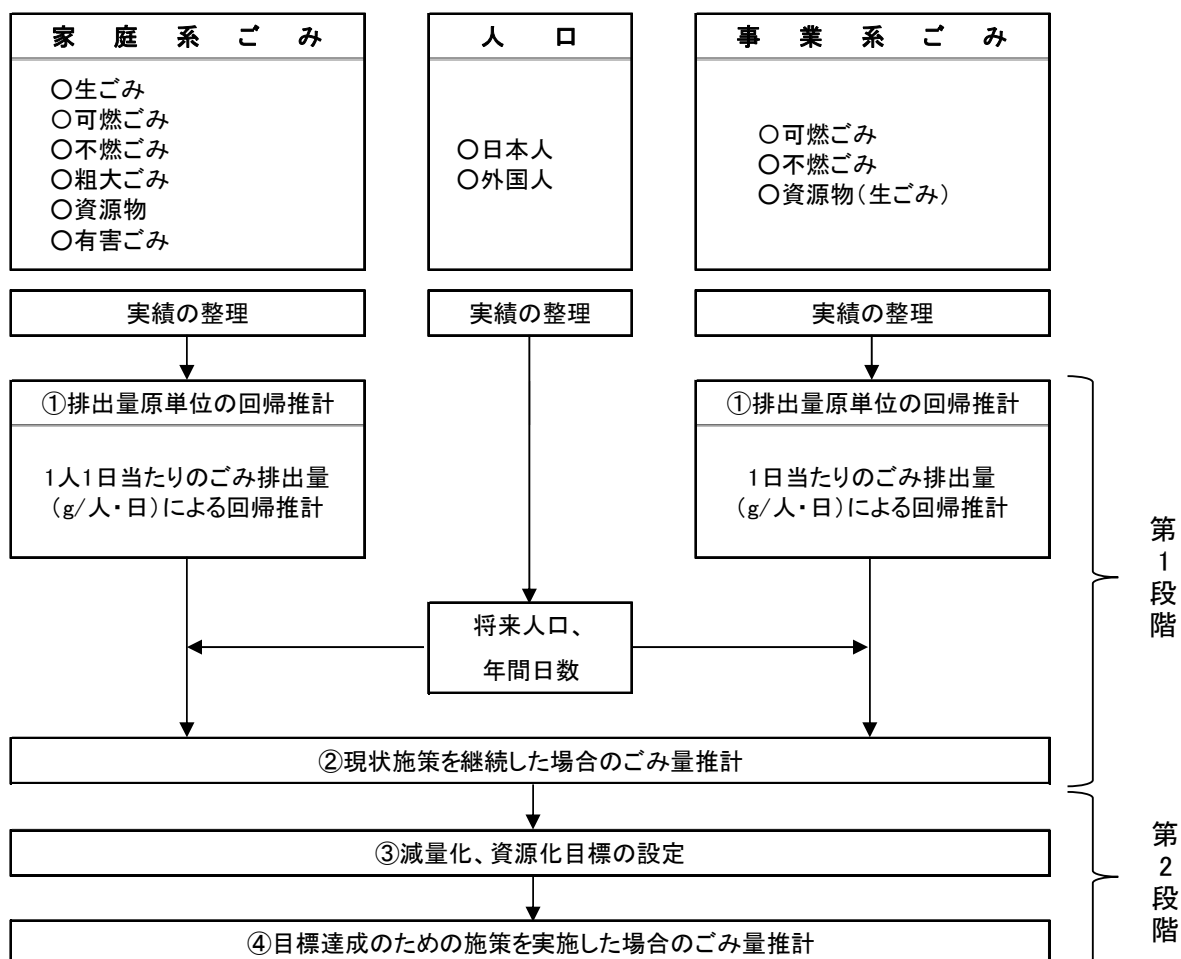 家庭系ごみ
○生ごみ
○可燃ごみ
○不燃ごみ
○粗大ごみ
○資源物
○有害ごみ
人口
○日本人
○外国人
事業系ごみ
○可燃ごみ
○不燃ごみ
○資源物(生ごみ)
実績の整理
実績の整理
実績の整理
①排出量原単位の回帰推計
1人1日当たりのごみ排出量
(g/人・日)による回帰推計
①排出量原単位の回帰推計
1日当たりのごみ排出量
(g/人・日)による回帰推計
将来人口、
年間日数
②現状施策を継続した場合のごみ量推計
第1段階
③減量化、資源化目標の設定
④目標達成のための施策を実施した場合のごみ量推計
第2段階